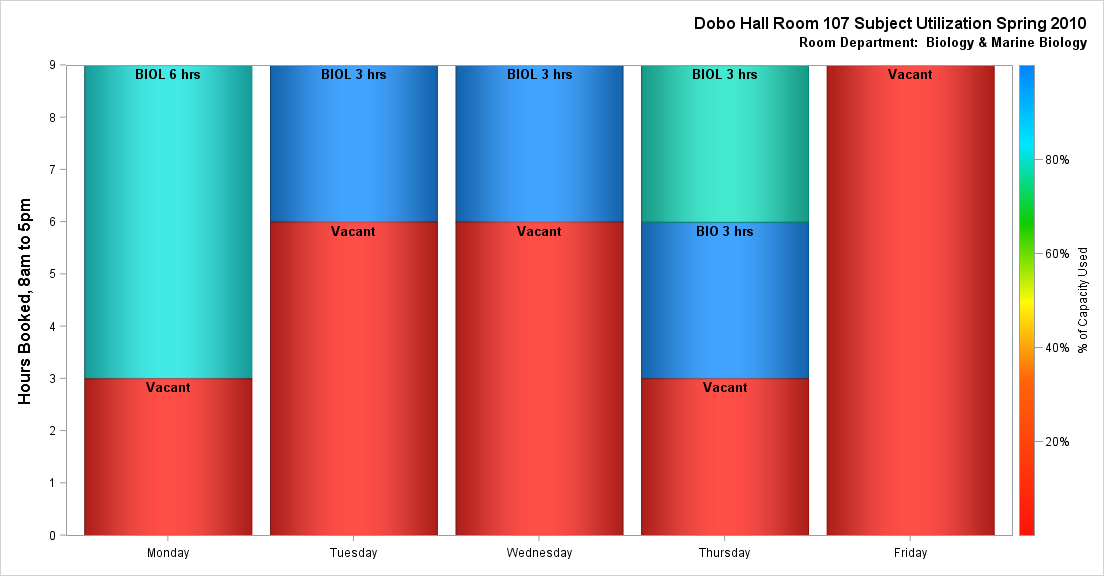 Dobo Hall Room 107 Subject Utilization Spring 2010
Room Department:  Biology & Marine Biology
Hours Booked, 8am to 5pm
9
8
7
6
5
4
3
2
1
0
BIOL 6 hrs
Vacant
BIOL 3 hrs
Vacant
BIOL 3 hrs
Vacant
BIOL 3 hrs
BIO 3 hrs
Vacant
Vacant
Monday
Tuesday
Wednesday
Thursday
Friday
80%
60%
40%
20%
% of Capacity Used